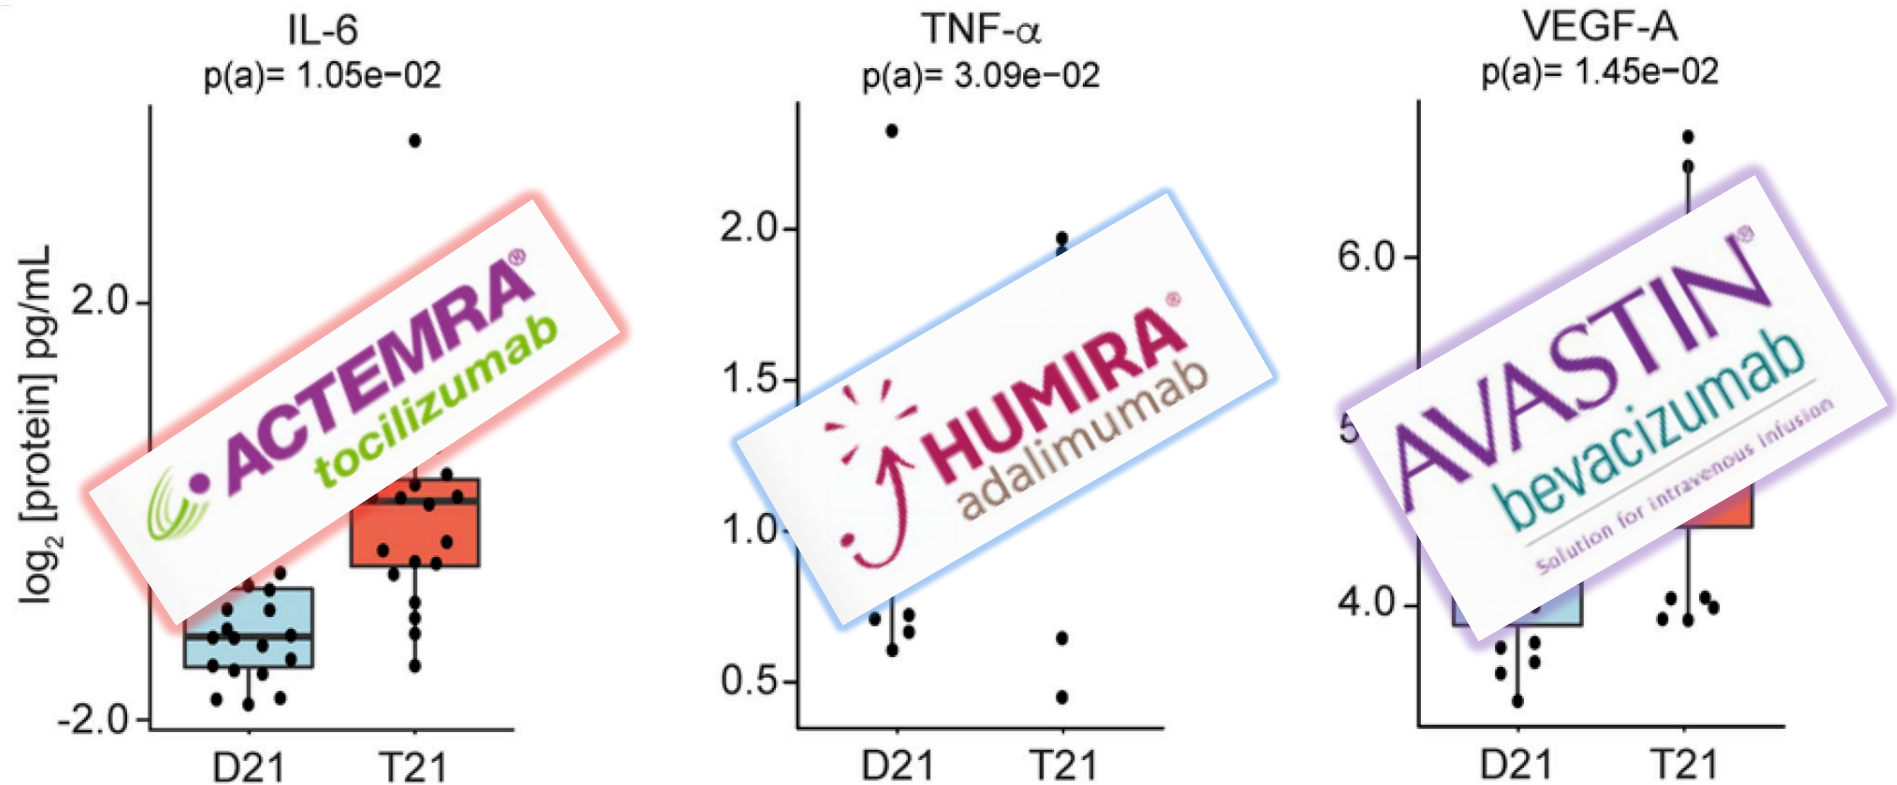 IL-6
p(a)= 1.05e−02
log2 [protein] pg/mL
2.0
-2.0
D21
T21
ACTEMRA®
tocilizumab
TNF-α
p(a)= 3.09e−02
2.0
1.5
1.0
0.5
D21
T21
HUMIRA®
adalimumab
VEGF-A
p(a)= 1.45e−02
6.0
5
4.0
D21
T21
AVASTIN®
bevacizumab
Solution for intravenous infusion